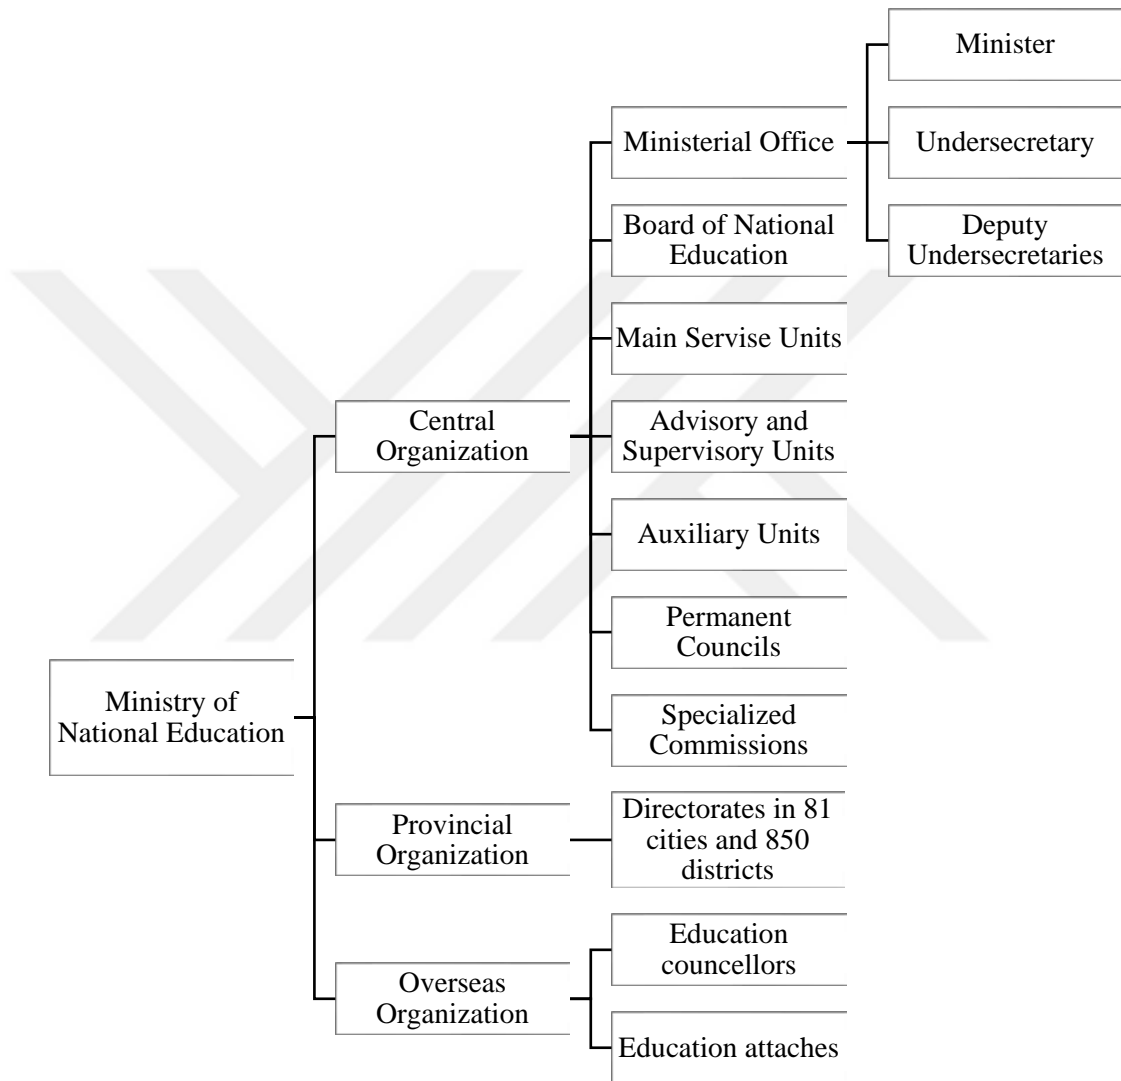 Minister
Ministerial Office
Undersecretary
Board of National
Education
Deputy
Undersecretaries
Main Servise Units
Central
Organization
Advisory and
Supervisory Units
Auxiliary Units
Permanent
Councils
Ministry of
National Education
Specialized
Commissions
Provincial
Organization
Directorates in 81
cities and 850
districts
Education
councellors
Overseas
Organization
Education attaches